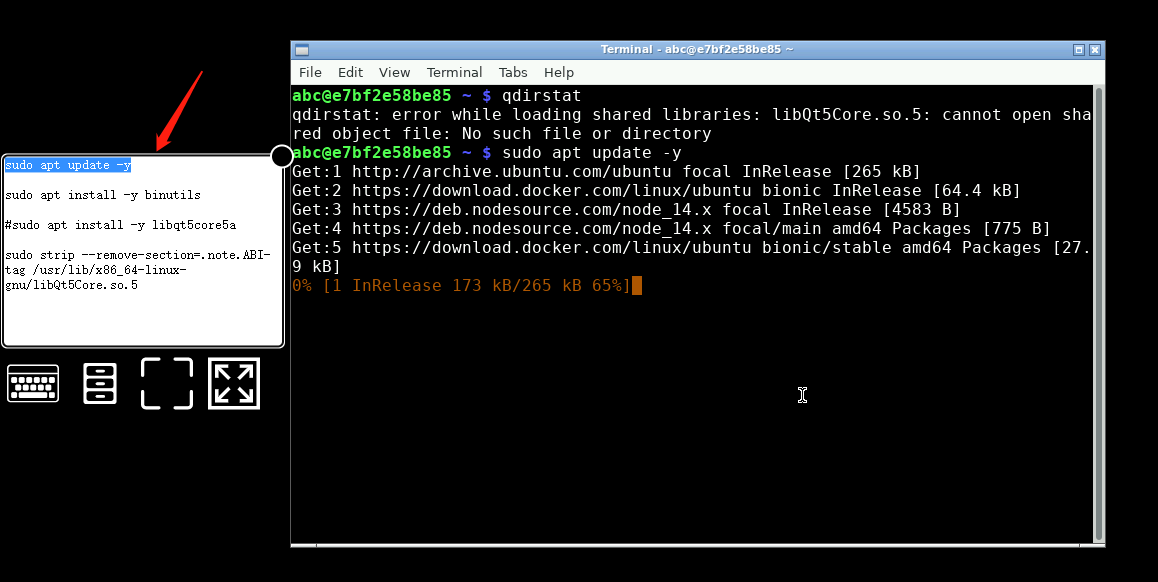 Terminal - abc@e7bf2e58be85 ~
File Edit View Terminal Tabs Help
abc@e7bf2e58be85 ~ $ qdirstat
qdirstat: error while loading shared libraries: libQt5Core.so.5: cannot open sha
red object file: No such file or directory
abc@e7bf2e58be85 ~ $ sudo apt update -y
Get:1 http://archive.ubuntu.com/ubuntu focal InRelease [265 kB]
Get:2 https://download.docker.com/linux/ubuntu bionic InRelease [64.4 kB]
Get:3 https://deb.nodesource.com/node_14.x focal InRelease [4583 B]
Get:4 https://deb.nodesource.com/node_14.x focal/main amd64 Packages [775 B]
Get:5 https://download.docker.com/linux/ubuntu bionic/stable amd64 Packages [27.
9 kB]
0% [1 InRelease 173 kB/265 kB 65%]
sudo apt update -y
sudo apt install -y binutils
#sudo apt install -y libqt5core5a
sudo strip --remove-section=.note.ABI-
tag /usr/lib/x86_64-linux-
gnu/libQt5Core.so.5